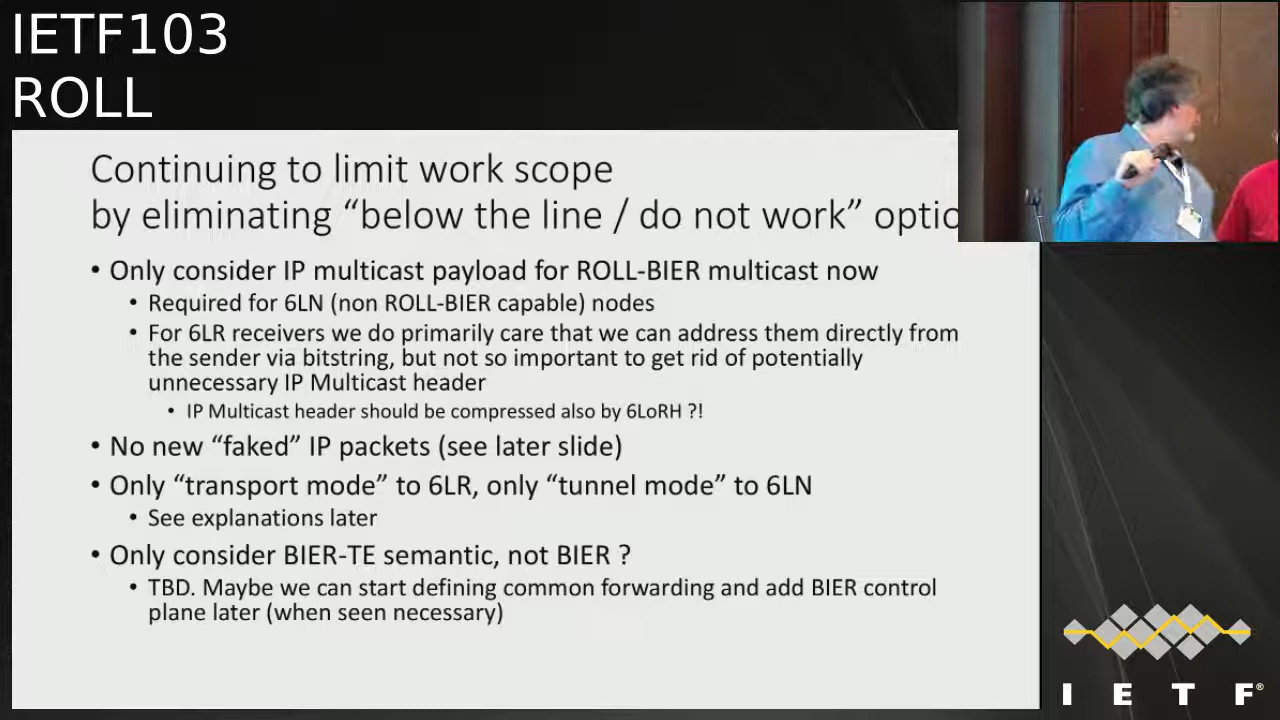 IETF103
ROLL
Continuing to limit work scope
by eliminating “below the line / do not work” optio
• Only consider IP multicast payload for ROLL-BIER multicast now
• Required for 6LN (non ROLL-BIER capable) nodes
• For 6LR receivers we do primarily care that we can address them directly from
the sender via bitstring, but not so important to get rid of potentially
unnecessary IP Multicast header
• IP Multicast header should be compressed also by 6LoRH ?!
• No new “faked” IP packets (see later slide)
• Only “transport mode” to 6LR, only “tunnel mode” to 6LN
• See explanations later
• Only consider BIER-TE semantic, not BIER ?
• TBD. Maybe we can start defining common forwarding and add BIER control
plane later (when seen necessary)
I E T F®